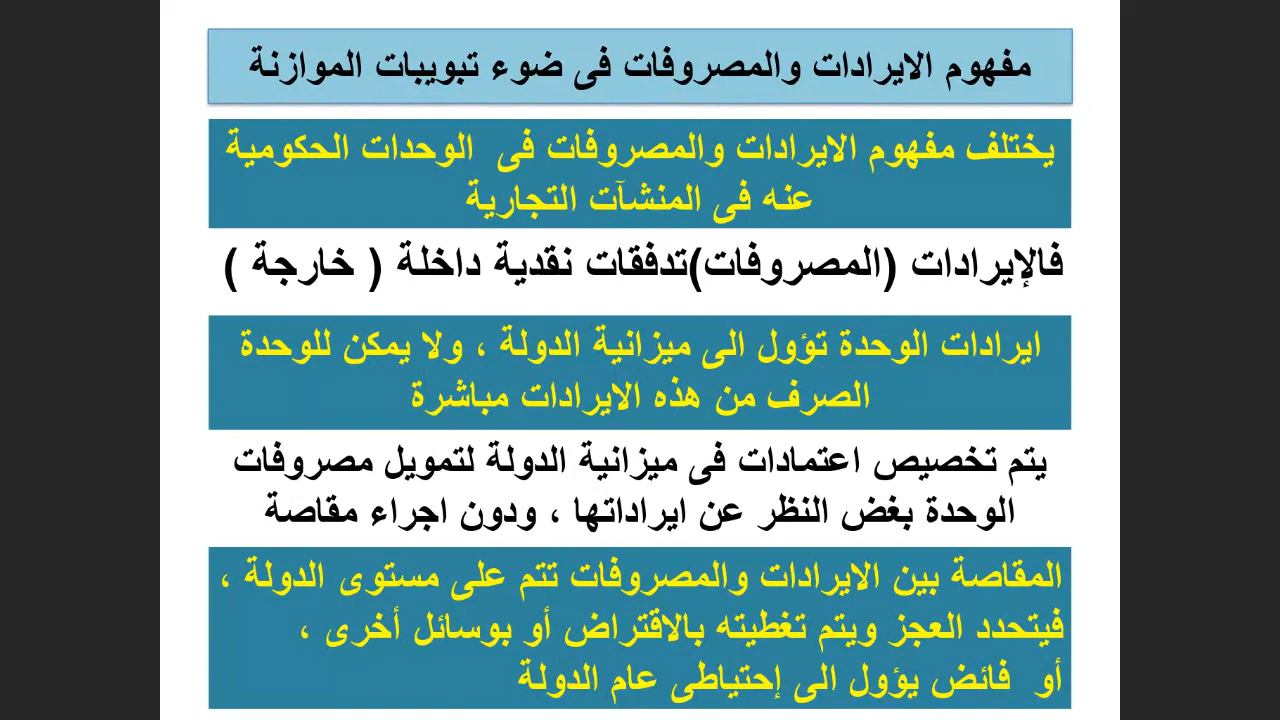 مفهوم الايرادات والمصروفات فى ضوء تبويبات الموازنة
يختلف مفهوم الايرادات والمصروفات فى الوحدات الحكومية
عنه فى المنشآت التجارية
فالإيرادات (المصروفات)تدفقات نقدية داخلة ( خارجة )
ايرادات الوحدة تؤول الى ميزانية الدولة ، ولا يمكن للوحدة
الصرف من هذه الايرادات مباشرة
يتم تخصيص اعتمادات فى ميزانية الدولة لتمويل مصروفات
الوحدة بغض النظر عن ايراداتها ، ودون اجراء مقاصة
المقاصة بين الايرادات والمصروفات تتم على مستوى الدولة ،
فيتحدد العجز ويتم تغطيته بالاقتراض أو بوسائل أخرى ،
أو فائض يؤول الى إحتياطى عام الدولة